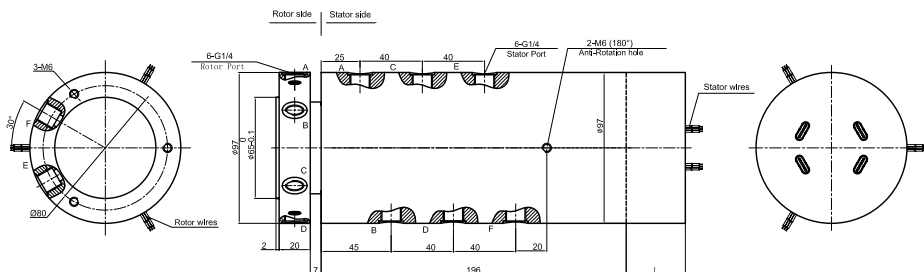 Rotor side
Stator side
6-G1/4
Rotor Port
A
25
A
40
C
40
E
6-G1/4
Stator Port
2-M6 (180°)
Anti-Rotation hole
3-M6
30°
F
E
Ø80
Rotor wires
ø97
0
ø65-0.1
B
C
D
ø97
Stator wires
B
D
F
2
20
45
40
40
20
7
196
L